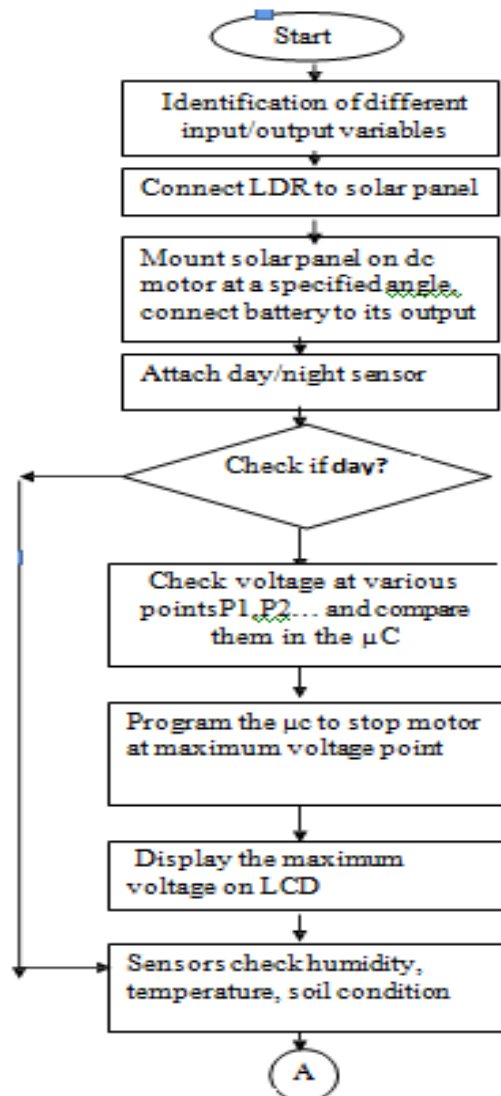 Start
Identification of different
input/output variables
Connect LDR to solar panel
Mount solar panel on dc
motor at a specified angle,
connect battery to its output
Attach day/night sensor
Check if day?
Check voltage at various
points P1, P2... and compare
them in the µC
Program the µc to stop motor
at maximum voltage point
Display the maximum
voltage on LCD
Sensors check humidity,
temperature, soil condition
A